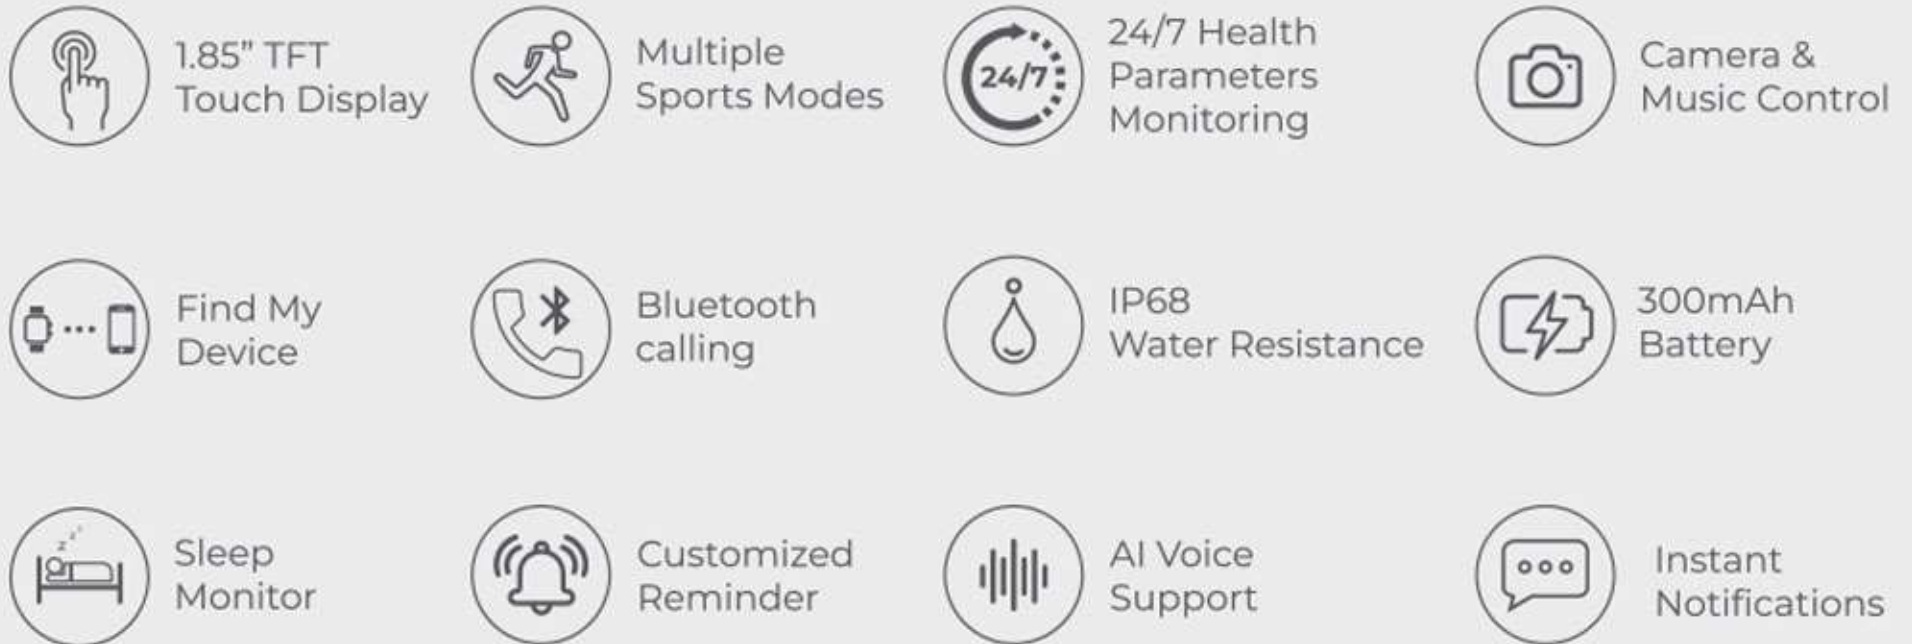 1.85” TFT
Touch Display
Multiple
Sports Modes
24/7
24/7 Health
Parameters
Monitoring
Camera &
Music Control
Find My
Device
Bluetooth
calling
IP68
Water Resistance
300mAh
Battery
z z z
Sleep
Monitor
Customized
Reminder
AI Voice
Support
Instant
Notifications